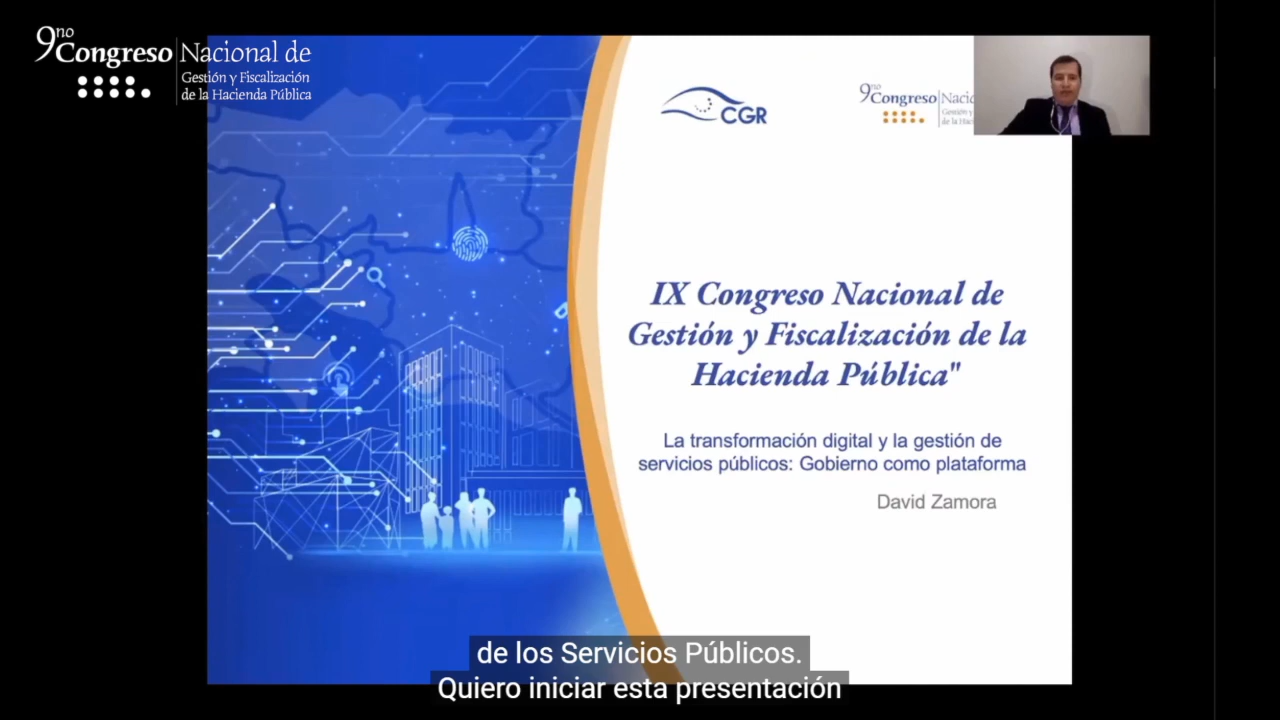 9no Congreso Nacional de
Gestión y Fiscalización
de la Hacienda Pública
CGR
9no Congreso
IX Congreso Nacional de
Gestión y Fiscalización de la
Hacienda Pública"
La transformación digital y la gestión de
servicios públicos: Gobierno como plataforma
David Zamora
de los Servicios Públicos.
Quiero iniciar esta presentación